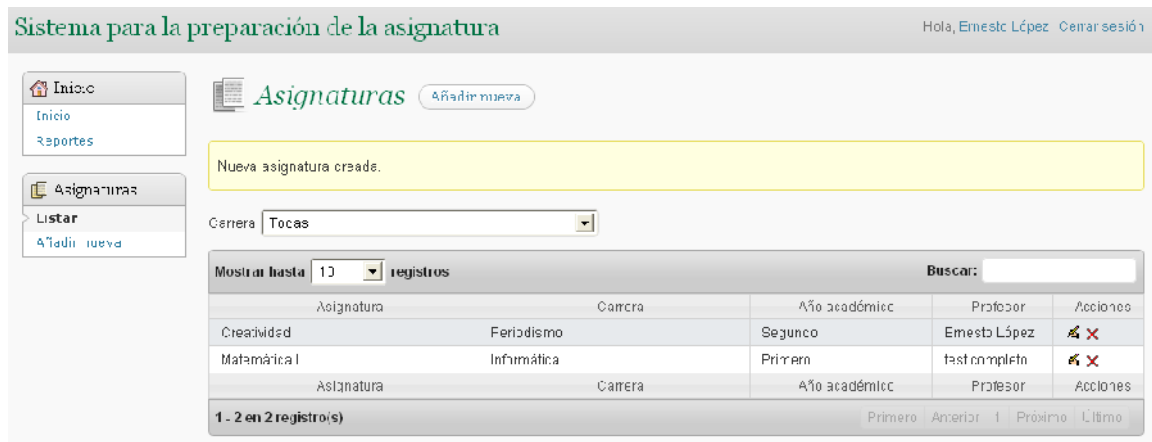 Sistema para la preparación de la asignatura
Hola, Ernesto López Cerrar sesión
Inicio
Inicio
Reportes
Asignaturas
Listar
Añadir nueva
Asignaturas Añadir nueva
Nueva asignatura creada.
Carrera Todas
Mostrar hasta 10 registros Buscar:
Asignatura Carrera Año académico Profesor Acciones
Creatividad Periodismo Segundo Ernesto López
Matemática I Informática Primero test completo
Asignatura Carrera Año académico Profesor Acciones
1 - 2 en 2 registro(s) Primero Anterior 1 Próximo Último